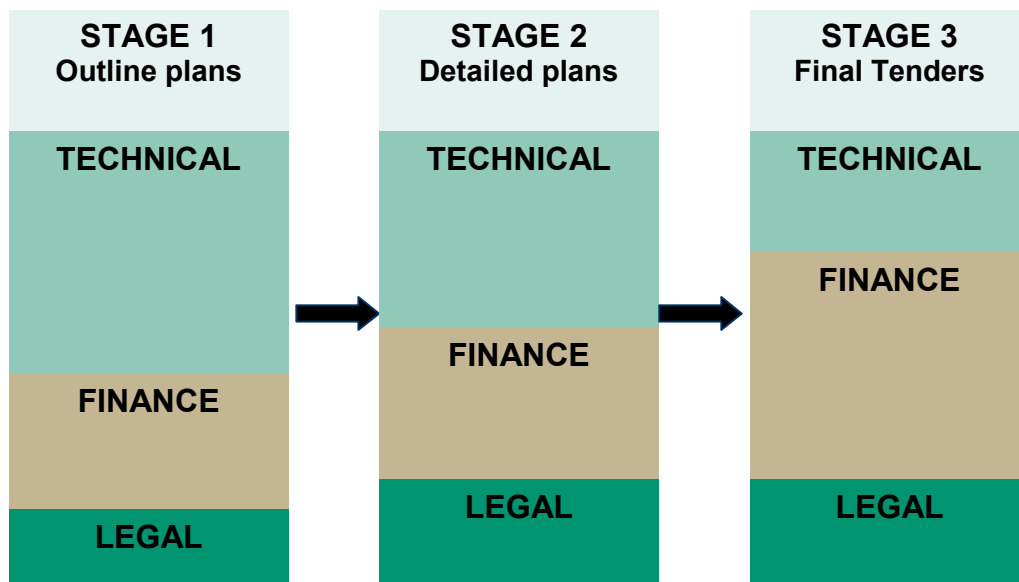 STAGE 1
Outline plans
TECHNICAL
FINANCE
LEGAL
STAGE 2
Detailed plans
TECHNICAL
FINANCE
LEGAL
STAGE 3
Final Tenders
TECHNICAL
FINANCE
LEGAL